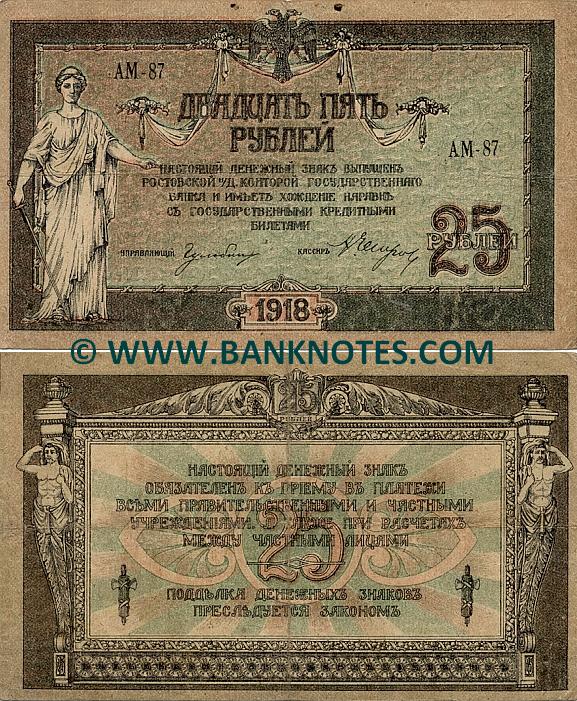 АМ-87
ДВАДЦАТЬ ПЯТЬ
РУБЛЕЙ
АМ-87
НАСТОЯЩІЙ ДЕНЕЖНЫЙ ЗНАКЪ ВЫПУЩЕНЪ
РОСТОВСКОЙ н/Д. КОНТОРОЙ ГОСУДАРСТВЕННАГО
БАНКА И ИМѢЕТЪ ХОЖДЕНІЕ НАРАВНѢ
СЪ ГОСУДАРСТВЕННЫМИ КРЕДИТНЫМИ
БИЛЕТАМИ
25
РУБЛЕЙ
УПРАВЛЯЮЩІЙ
КАССИРЪ
1918
© WWW.BANKNOTES.COM
25
РУБЛЕЙ
НАСТОЯЩІЙ ДЕНЕЖНЫЙ ЗНАКЪ
ОБЯЗАТЕЛЕНЪ КЪ ПРІЕМУ ВЪ ПЛАТЕЖИ
ВСѢМИ ПРАВИТЕЛЬСТВЕННЫМИ И ЧАСТНЫМИ
УЧРЕЖДЕНІЯМИ, А ТАКЖЕ ПРИ РАСЧЕТАХЪ
МЕЖДУ ЧАСТНЫМИ ЛИЦАМИ
25
ПОДДѢЛКА ДЕНЕЖНЫХЪ ЗНАКОВЪ
ПРЕСЛѢДУЕТСЯ ЗАКОНОМЪ